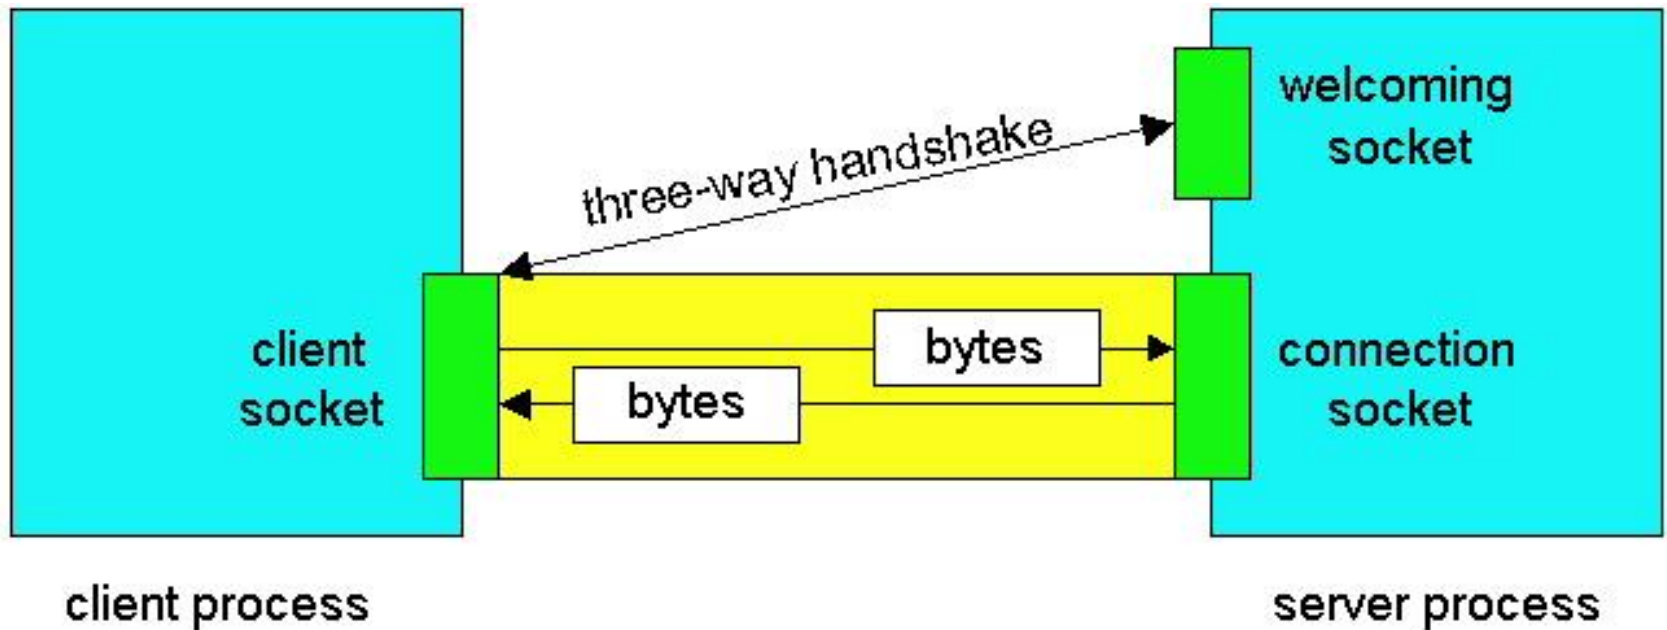 welcoming
socket
three-way handshake
client
socket
bytes
bytes
connection
socket
client process
server process